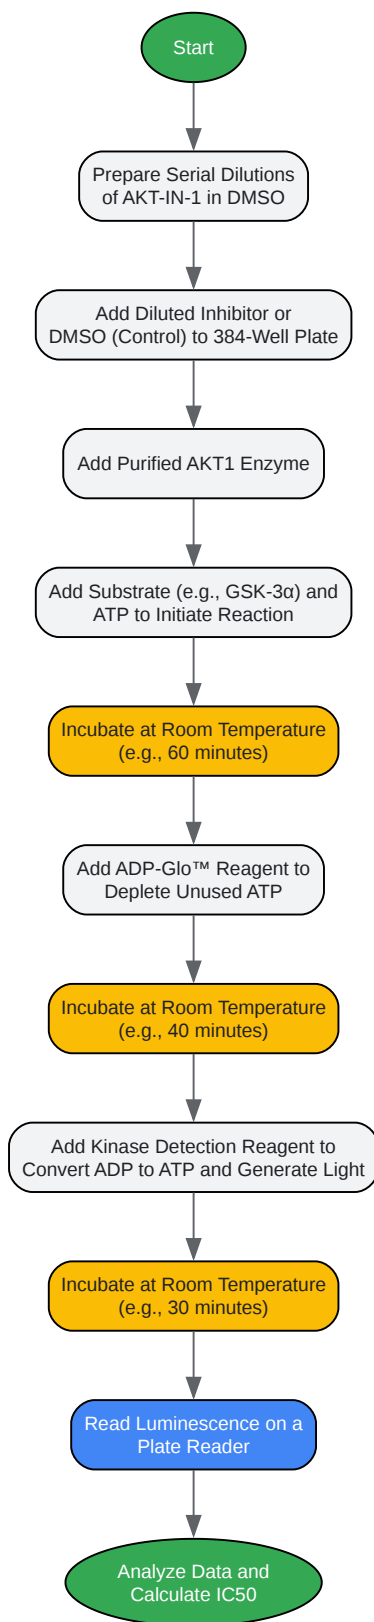 Start
Prepare Serial Dilutions
of AKT-IN-1 in DMSO
Add Diluted Inhibitor or
DMSO (Control) to 384-Well Plate
Add Purified AKT1 Enzyme
Add Substrate (e.g., GSK-3α) and
ATP to Initiate Reaction
Incubate at Room Temperature
(e.g., 60 minutes)
Add ADP-Glo™ Reagent to
Deplete Unused ATP
Incubate at Room Temperature
(e.g., 40 minutes)
Add Kinase Detection Reagent to
Convert ADP to ATP and Generate Light
Incubate at Room Temperature
(e.g., 30 minutes)
Read Luminescence on a
Plate Reader
Analyze Data and
Calculate IC50